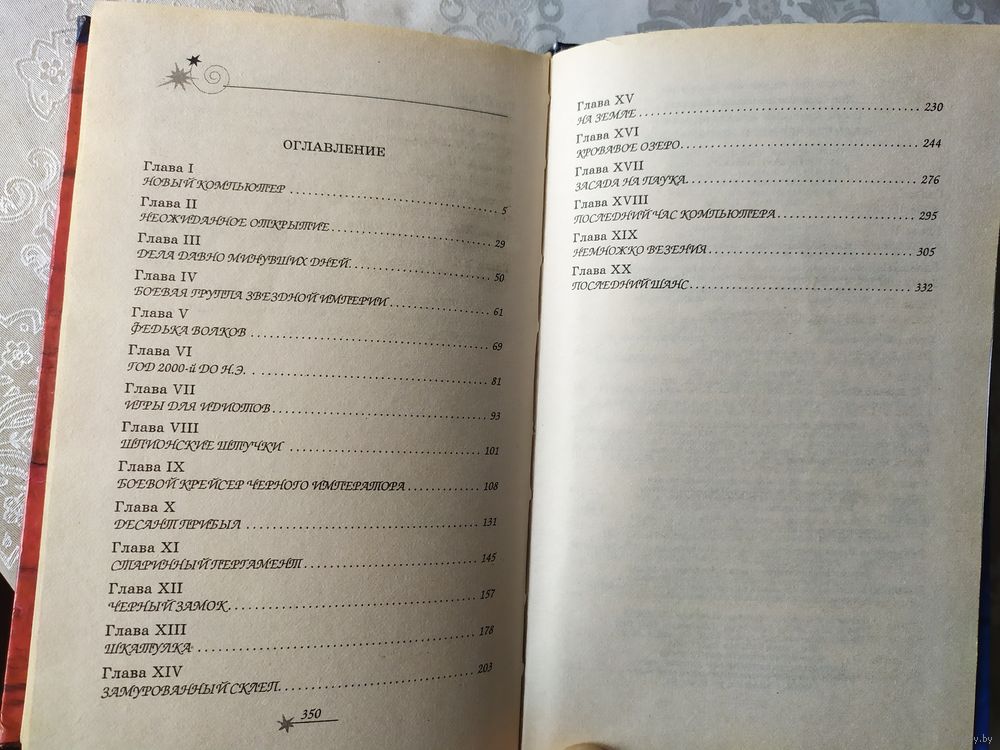 ОГЛАВЛЕНИЕ
Глава I
НОВЫЙ КОМПЬЮТЕР ........ 5
Глава II
НЕОЖИДАННОЕ ОТКРЫТИЕ ........ 29
Глава III
ДЕЛА ДАВНО МИНУВШИХ ДНЕЙ ........ 50
Глава IV
БОЕВАЯ ГРУППА ЗВЕЗДНОЙ ИМПЕРИИ ........ 61
Глава V
ФЕДЬКА ВОЛКОВ ........ 69
Глава VI
ГОД 2000-й ДО Н.Э. ........ 81
Глава VII
ИГРЫ ДЛЯ ИДИОТОВ ........ 93
Глава VIII
ШПИОНСКИЕ ШТУЧКИ ........ 101
Глава IX
БОЕВОЙ КРЕЙСЕР ЧЕРНОГО ИМПЕРАТОРА ........ 108
Глава X
ДЕСАНТ ПРИБЫЛ ........ 131
Глава XI
СТАРИННЫЙ ПЕРГАМЕНТ ........ 145
Глава XII
ЧЕРНЫЙ ЗАМОК ........ 157
Глава XIII
ШКАТУЛКА ........ 178
Глава XIV
ЗАМУРОВАННЫЙ СКЛЕП ........ 203
350
Глава XV
НА ЗЕМЛЕ ........ 230
Глава XVI
КРОВАВОЕ ОЗЕРО ........ 244
Глава XVII
ЗАСАДА НА ПАУКА ........ 276
Глава XVIII
ПОСЛЕДНИЙ ЧАС КОМПЬЮТЕРА ........ 295
Глава XIX
НЕМНОЖКО ВЕЗЕНИЯ ........ 305
Глава XX
ПОСЛЕДНИЙ ШАНС ........ 332